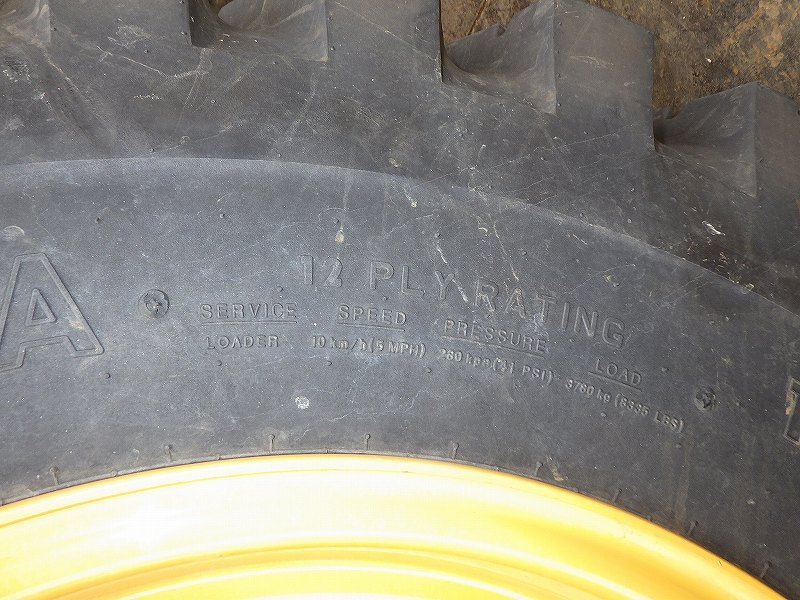 A
12 PLY RATING
SERVICE SPEED PRESSURE LOAD
LOADER 10 km/h (5 MPH) 280 kpa (41 PSI) 3780 kg (8335 LBS)